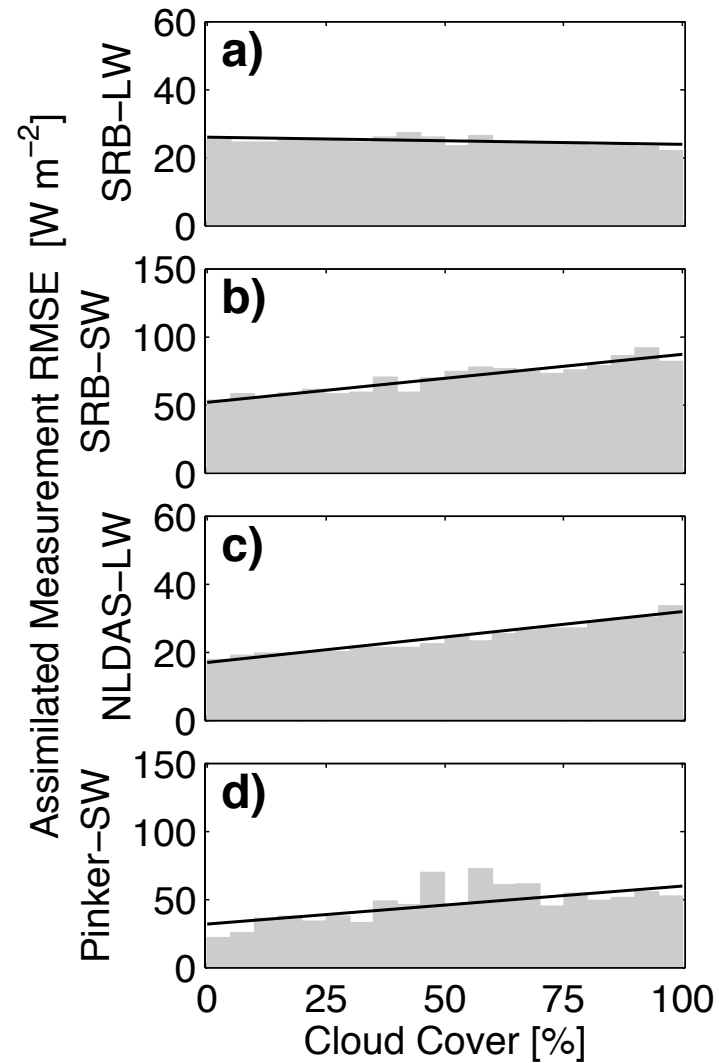 Assimilated Measurement RMSE [W m⁻²]
SRB–LW
60
40
20
0
a)
SRB–SW
150
100
50
0
b)
NLDAS–LW
60
40
20
0
c)
Pinker–SW
150
100
50
0
d)
0 25 50 75 100
Cloud Cover [%]